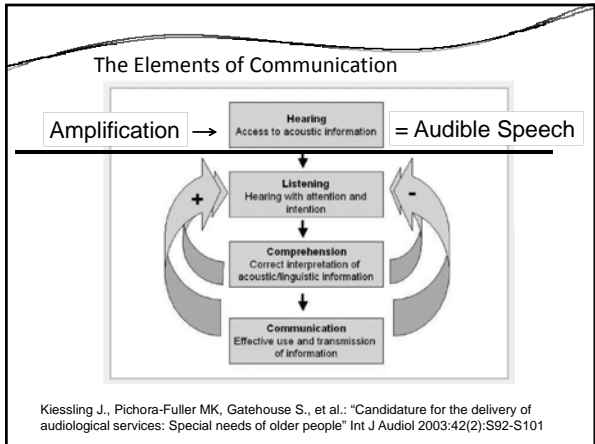 The Elements of Communication
Hearing
Amplification → Access to acoustic information = Audible Speech
Listening
+ Hearing with attention and -
intention
Comprehension
Correct interpretation of
acoustic/linguistic information
Communication
Effective use and transmission
of information
Kiessling J., Pichora-Fuller MK, Gatehouse S., et al.: “Candidature for the delivery of
audiological services: Special needs of older people” Int J Audiol 2003:42(2):S92-S101